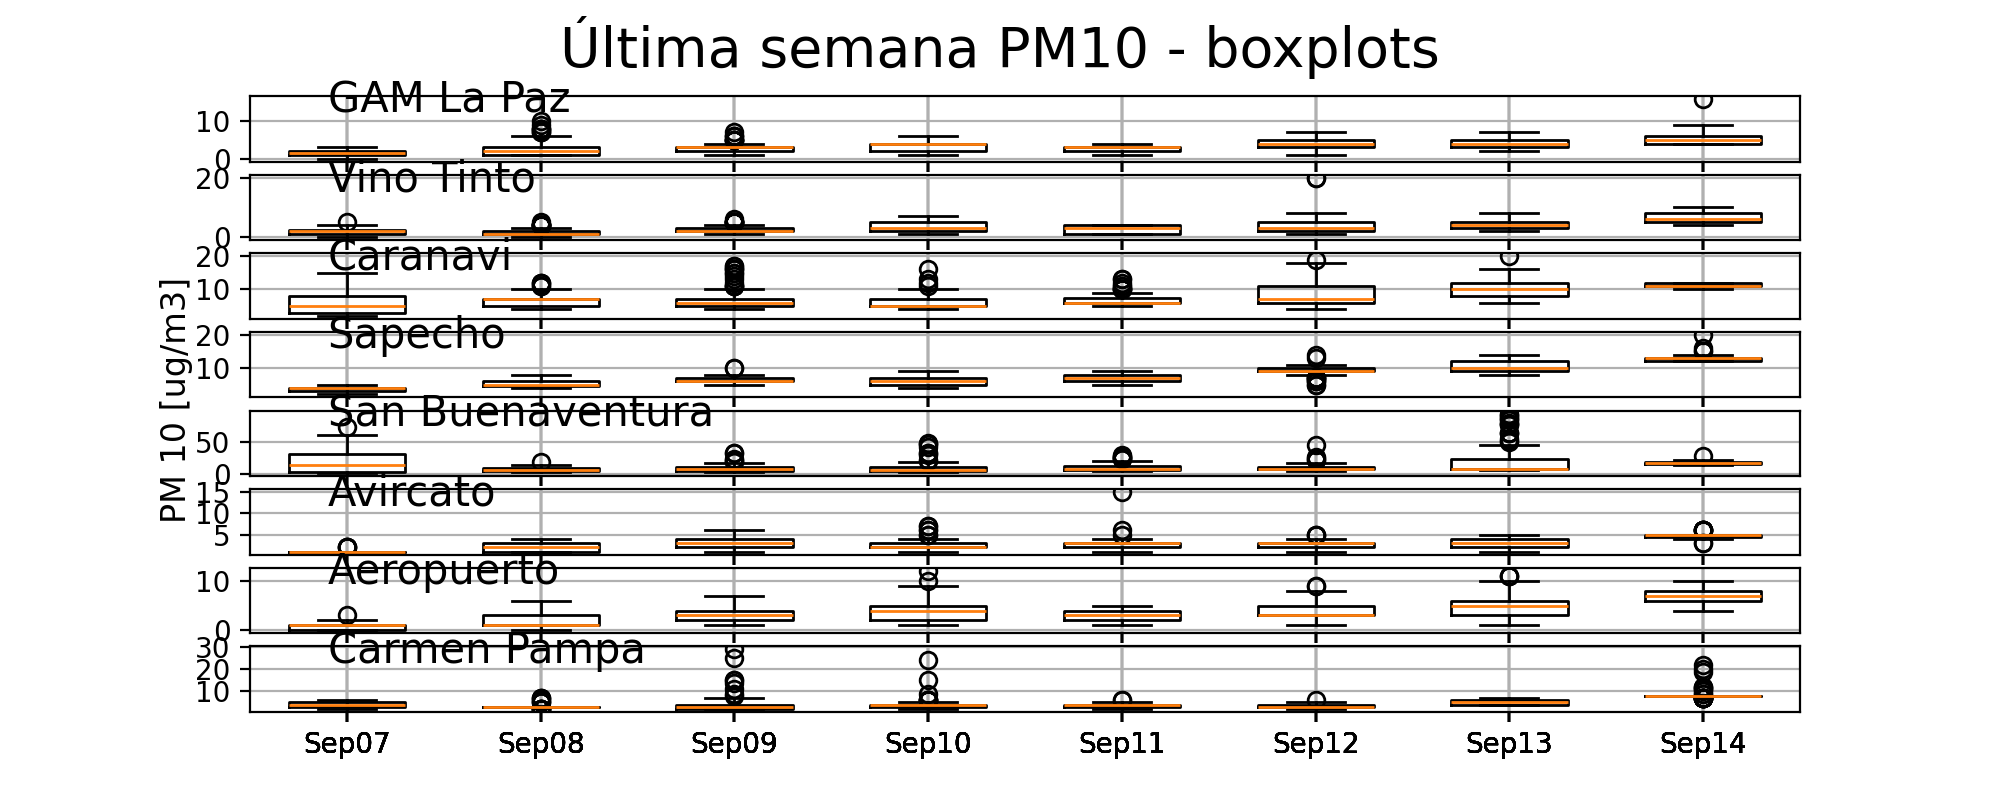 Última semana PM10 - boxplots
GAM La Paz
10
0
Vino Tinto
20
0
Caranavi
20
10
Sapecho
20
10
PM 10 [ug/m3]
San Buenaventura
50
0
Avircato
15
10
5
Aeropuerto
10
0
Carmen Pampa
30
20
10
Sep07 Sep08 Sep09 Sep10 Sep11 Sep12 Sep13 Sep14